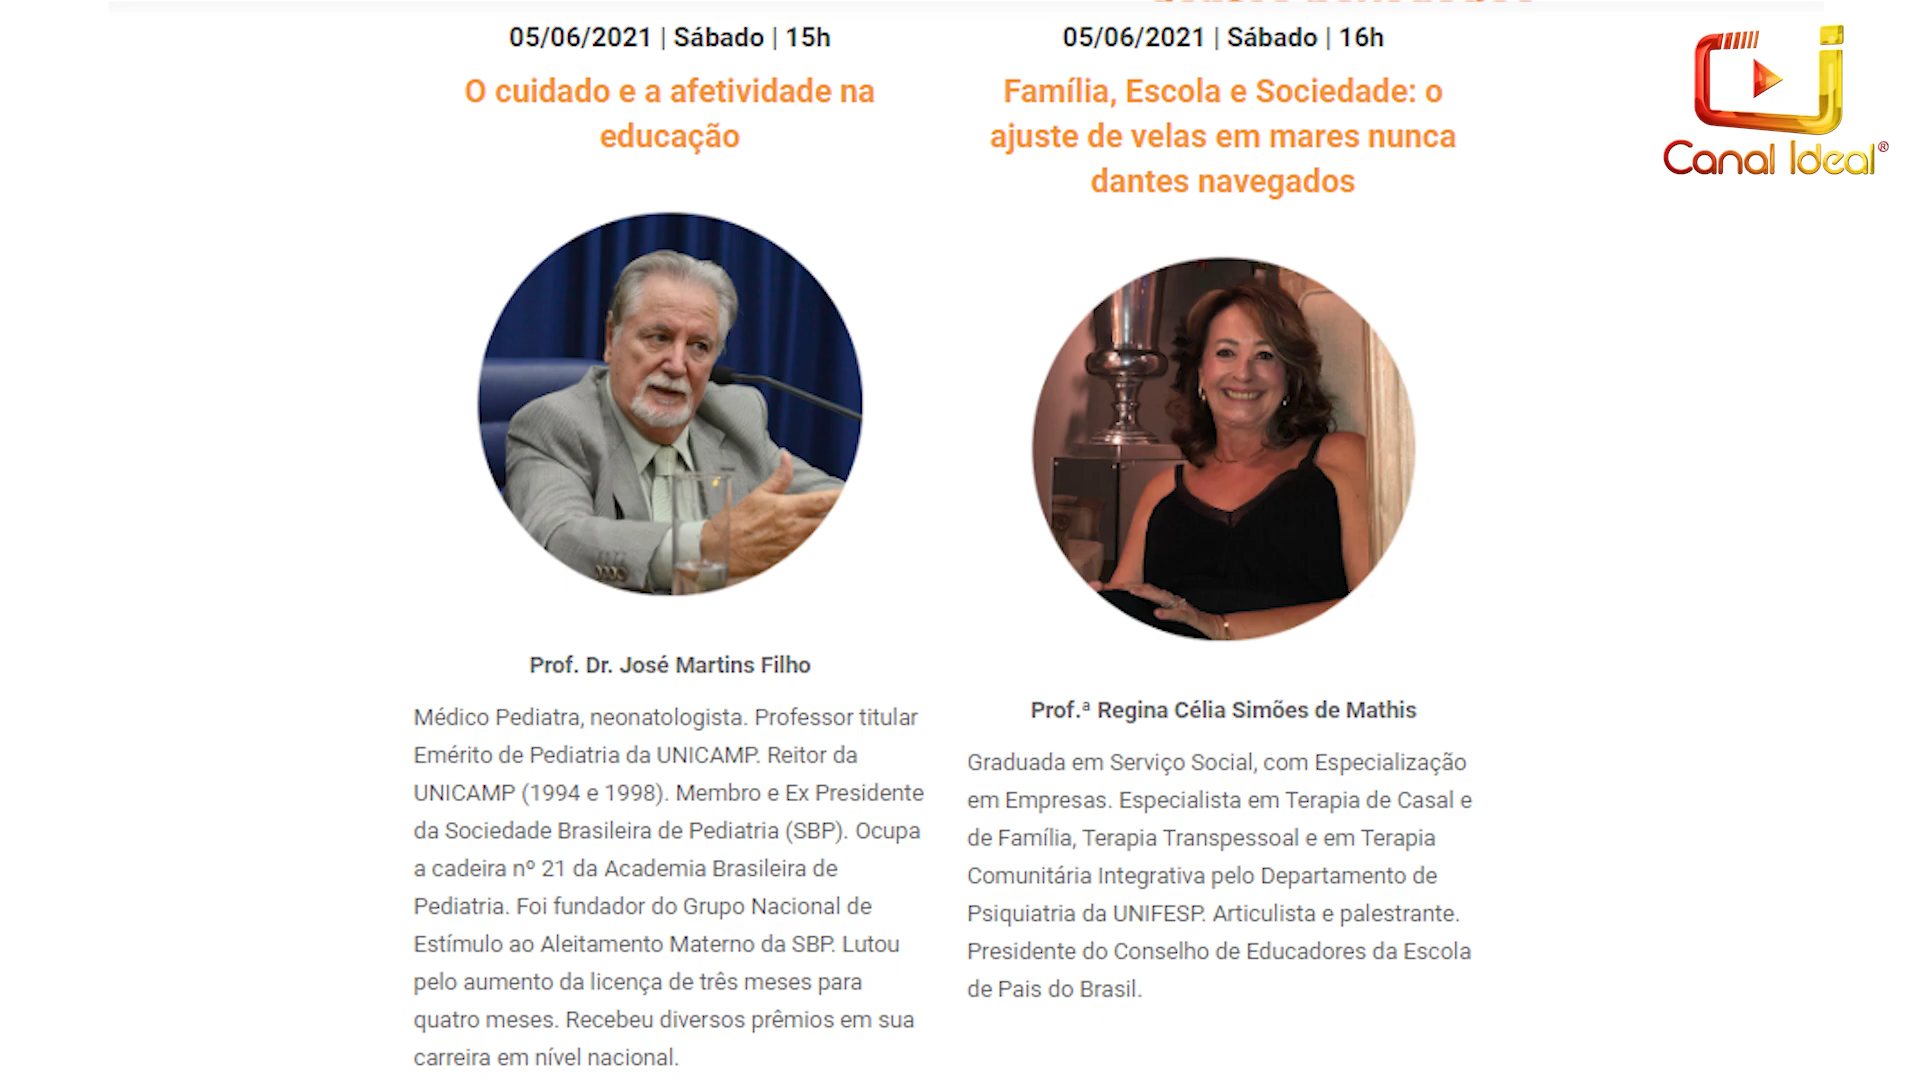 05/06/2021 | Sábado | 15h
O cuidado e a afetividade na
educação
Prof. Dr. José Martins Filho
Médico Pediatra, neonatologista. Professor titular
Emérito de Pediatria da UNICAMP. Reitor da
UNICAMP (1994 e 1998). Membro e Ex Presidente
da Sociedade Brasileira de Pediatria (SBP). Ocupa
a cadeira nº 21 da Academia Brasileira de
Pediatria. Foi fundador do Grupo Nacional de
Estímulo ao Aleitamento Materno da SBP. Lutou
pelo aumento da licença de três meses para
quatro meses. Recebeu diversos prêmios em sua
carreira em nível nacional.
05/06/2021 | Sábado | 16h
Família, Escola e Sociedade: o
ajuste de velas em mares nunca
dantes navegados
Prof.ª Regina Célia Simões de Mathis
Graduada em Serviço Social, com Especialização
em Empresas. Especialista em Terapia de Casal e
de Família, Terapia Transpessoal e em Terapia
Comunitária Integrativa pelo Departamento de
Psiquiatria da UNIFESP. Articulista e palestrante.
Presidente do Conselho de Educadores da Escola
de Pais do Brasil.
Canal Ideal®